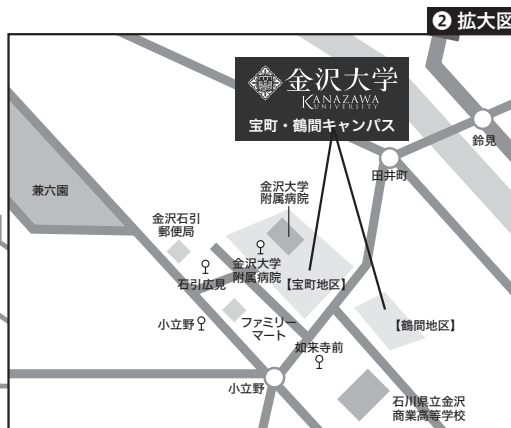 ❷ 拡大図
金沢大学
KANAZAWA
UNIVERSITY
宝町・鶴間キャンパス
鈴見
田井町
兼六園
金沢大学
附属病院
金沢石引
郵便局
金沢大学
附属病院
【宝町地区】
石引広見
小立野
ファミリー
マート
【鶴間地区】
如来寺前
小立野
石川県立金沢
商業高等学校